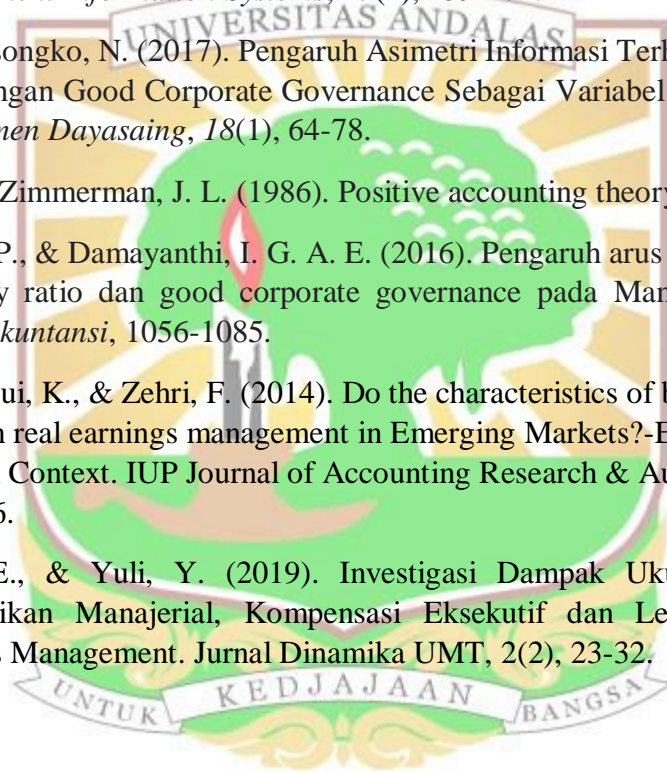 UNIVERSITAS ANDALAS
ongko, N. (2017). Pengaruh Asimetri Informasi Ter
ngan Good Corporate Governance Sebagai Variabel
men Dayasaing, 18(1), 64-78.
Zimmerman, J. L. (1986). Positive accounting theory
P., & Damayanthi, I. G. A. E. (2016). Pengaruh arus
y ratio dan good corporate governance pada Man
kuntansi, 1056-1085.
ui, K., & Zehri, F. (2014). Do the characteristics of b
n real earnings management in Emerging Markets?-E
Context. IUP Journal of Accounting Research & Au
6.
E., & Yuli, Y. (2019). Investigasi Dampak Uku
ikan Manajerial, Kompensasi Eksekutif dan Le
s Management. Jurnal Dinamika UMT, 2(2), 23-32.
UNTUK KEDJAJAAN BANGSA